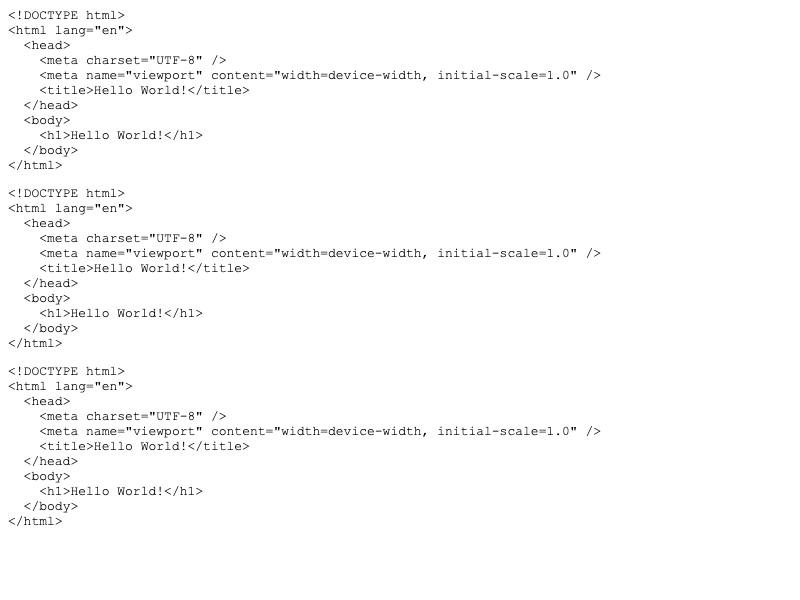 <!DOCTYPE html>
<html lang="en">
  <head>
    <meta charset="UTF-8" />
    <meta name="viewport" content="width=device-width, initial-scale=1.0" />
    <title>Hello World!</title>
  </head>
  <body>
    <h1>Hello World!</h1>
  </body>
</html>

<!DOCTYPE html>
<html lang="en">
  <head>
    <meta charset="UTF-8" />
    <meta name="viewport" content="width=device-width, initial-scale=1.0" />
    <title>Hello World!</title>
  </head>
  <body>
    <h1>Hello World!</h1>
  </body>
</html>

<!DOCTYPE html>
<html lang="en">
  <head>
    <meta charset="UTF-8" />
    <meta name="viewport" content="width=device-width, initial-scale=1.0" />
    <title>Hello World!</title>
  </head>
  <body>
    <h1>Hello World!</h1>
  </body>
</html>